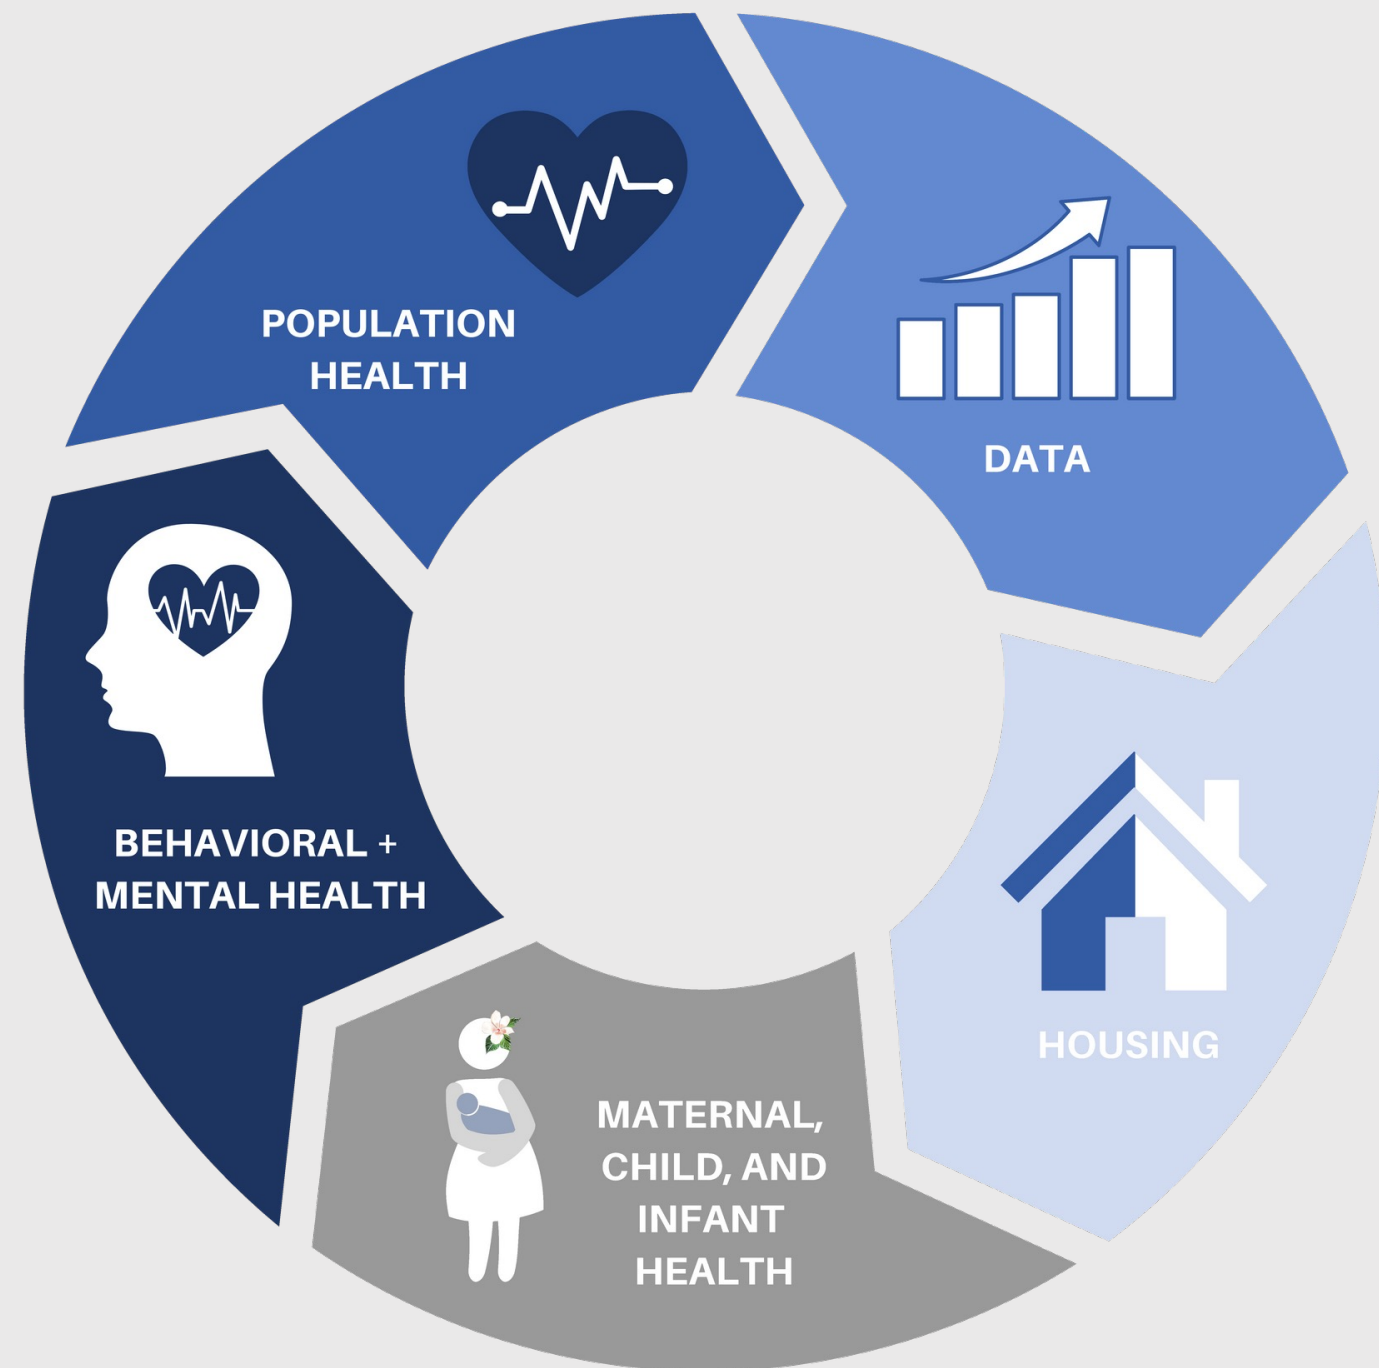 POPULATION
HEALTH
DATA
HOUSING
MATERNAL,
CHILD, AND
INFANT
HEALTH
BEHAVIORAL +
MENTAL HEALTH